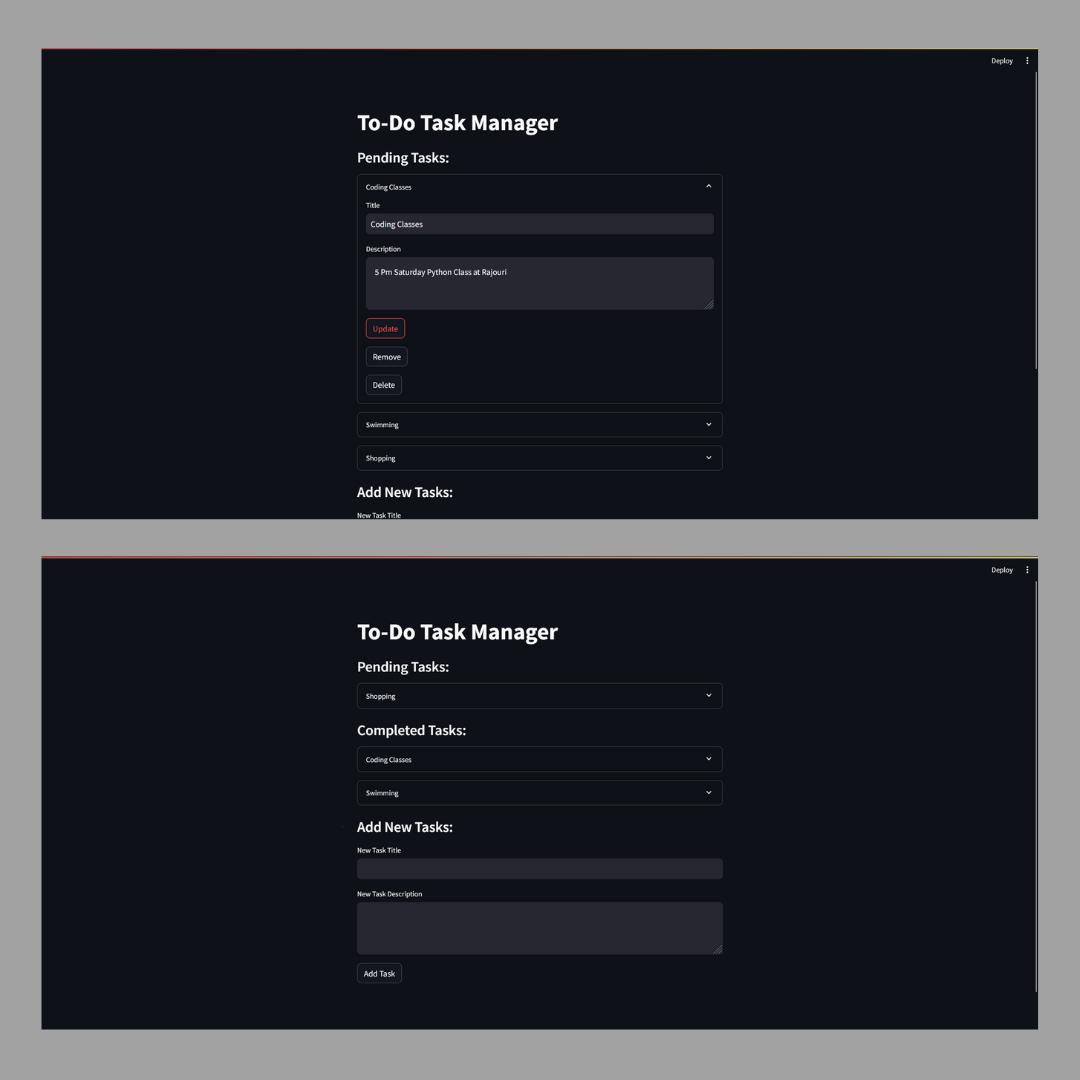 Deploy
To-Do Task Manager
Pending Tasks:
Coding Classes
Title
Coding Classes
Description
5 Pm Saturday Python Class at Rajouri
Update
Remove
Delete
Swimming
Shopping
Add New Tasks:
New Task Title
Deploy
To-Do Task Manager
Pending Tasks:
Shopping
Completed Tasks:
Coding Classes
Swimming
Add New Tasks:
New Task Title
New Task Description
Add Task